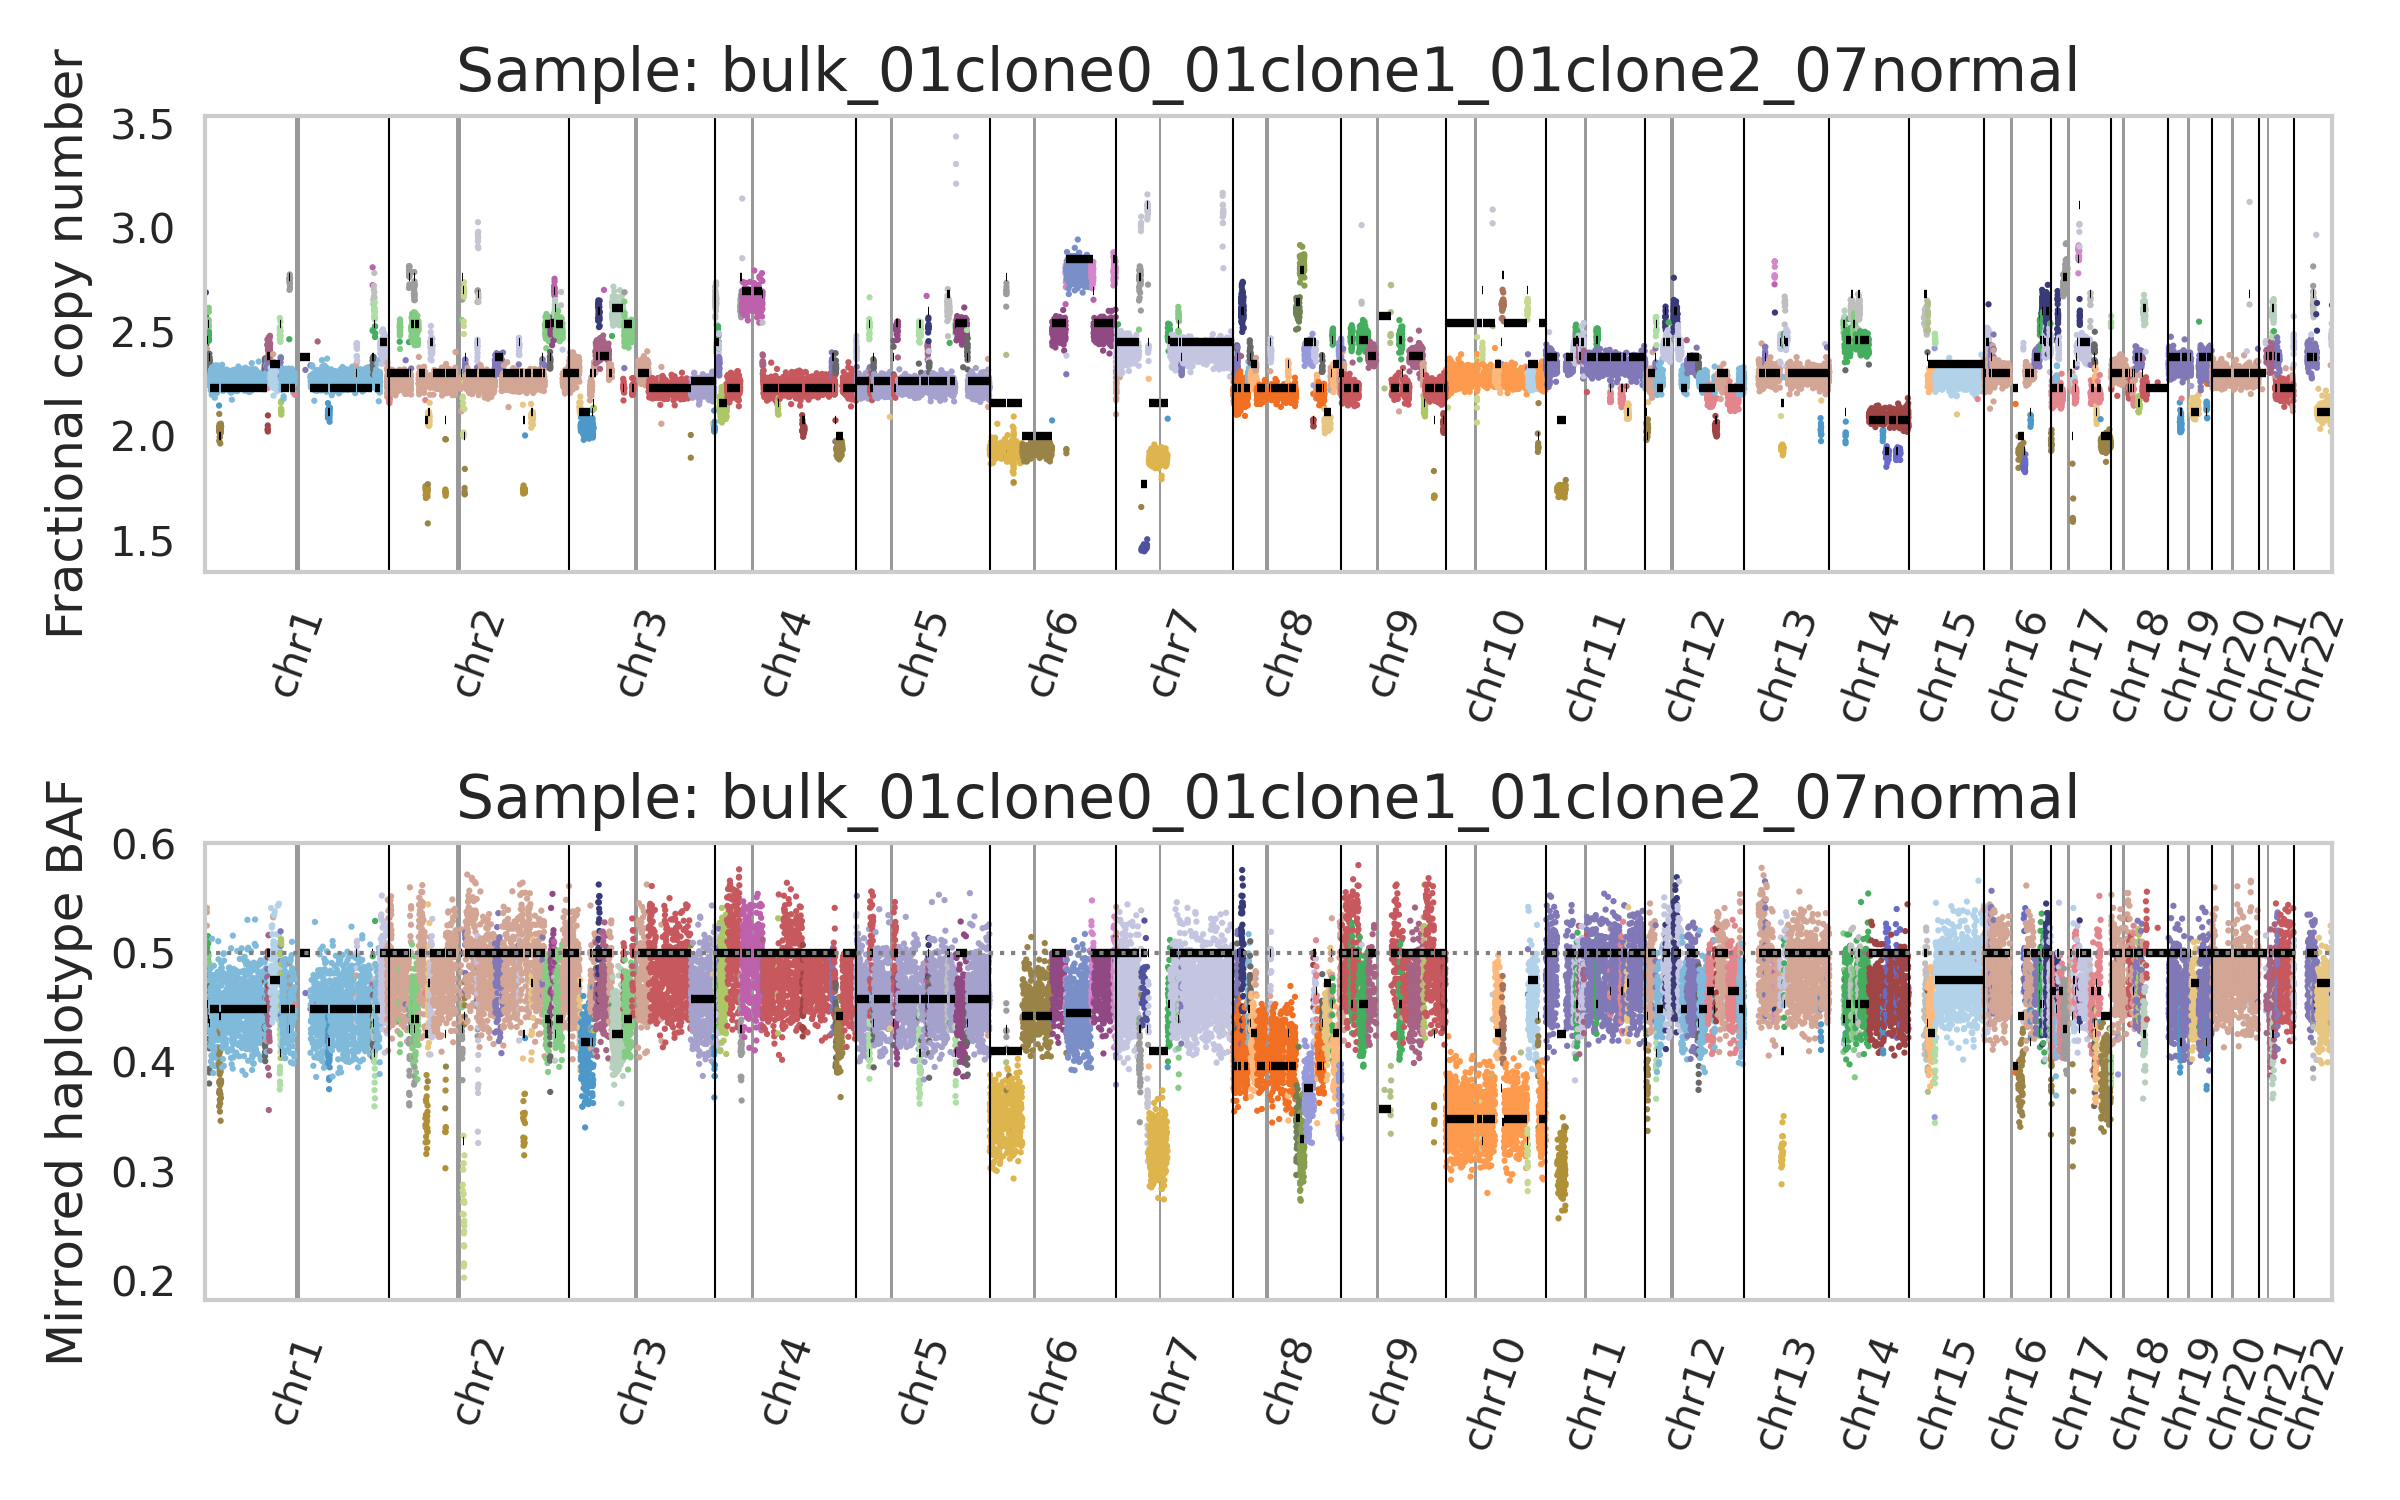 Sample: bulk_01clone0_01clone1_01clone2_07normal
Fractional copy number
3.5
3.0
2.5
2.0
1.5
chr1
chr2
chr3
chr4
chr5
chr6
chr7
chr8
chr9
chr10
chr11
chr12
chr13
chr14
chr15
chr16
chr17
chr18
chr19
chr20
chr21
chr22
Sample: bulk_01clone0_01clone1_01clone2_07normal
Mirrored haplotype BAF
0.6
0.5
0.4
0.3
0.2
chr1
chr2
chr3
chr4
chr5
chr6
chr7
chr8
chr9
chr10
chr11
chr12
chr13
chr14
chr15
chr16
chr17
chr18
chr19
chr20
chr21
chr22